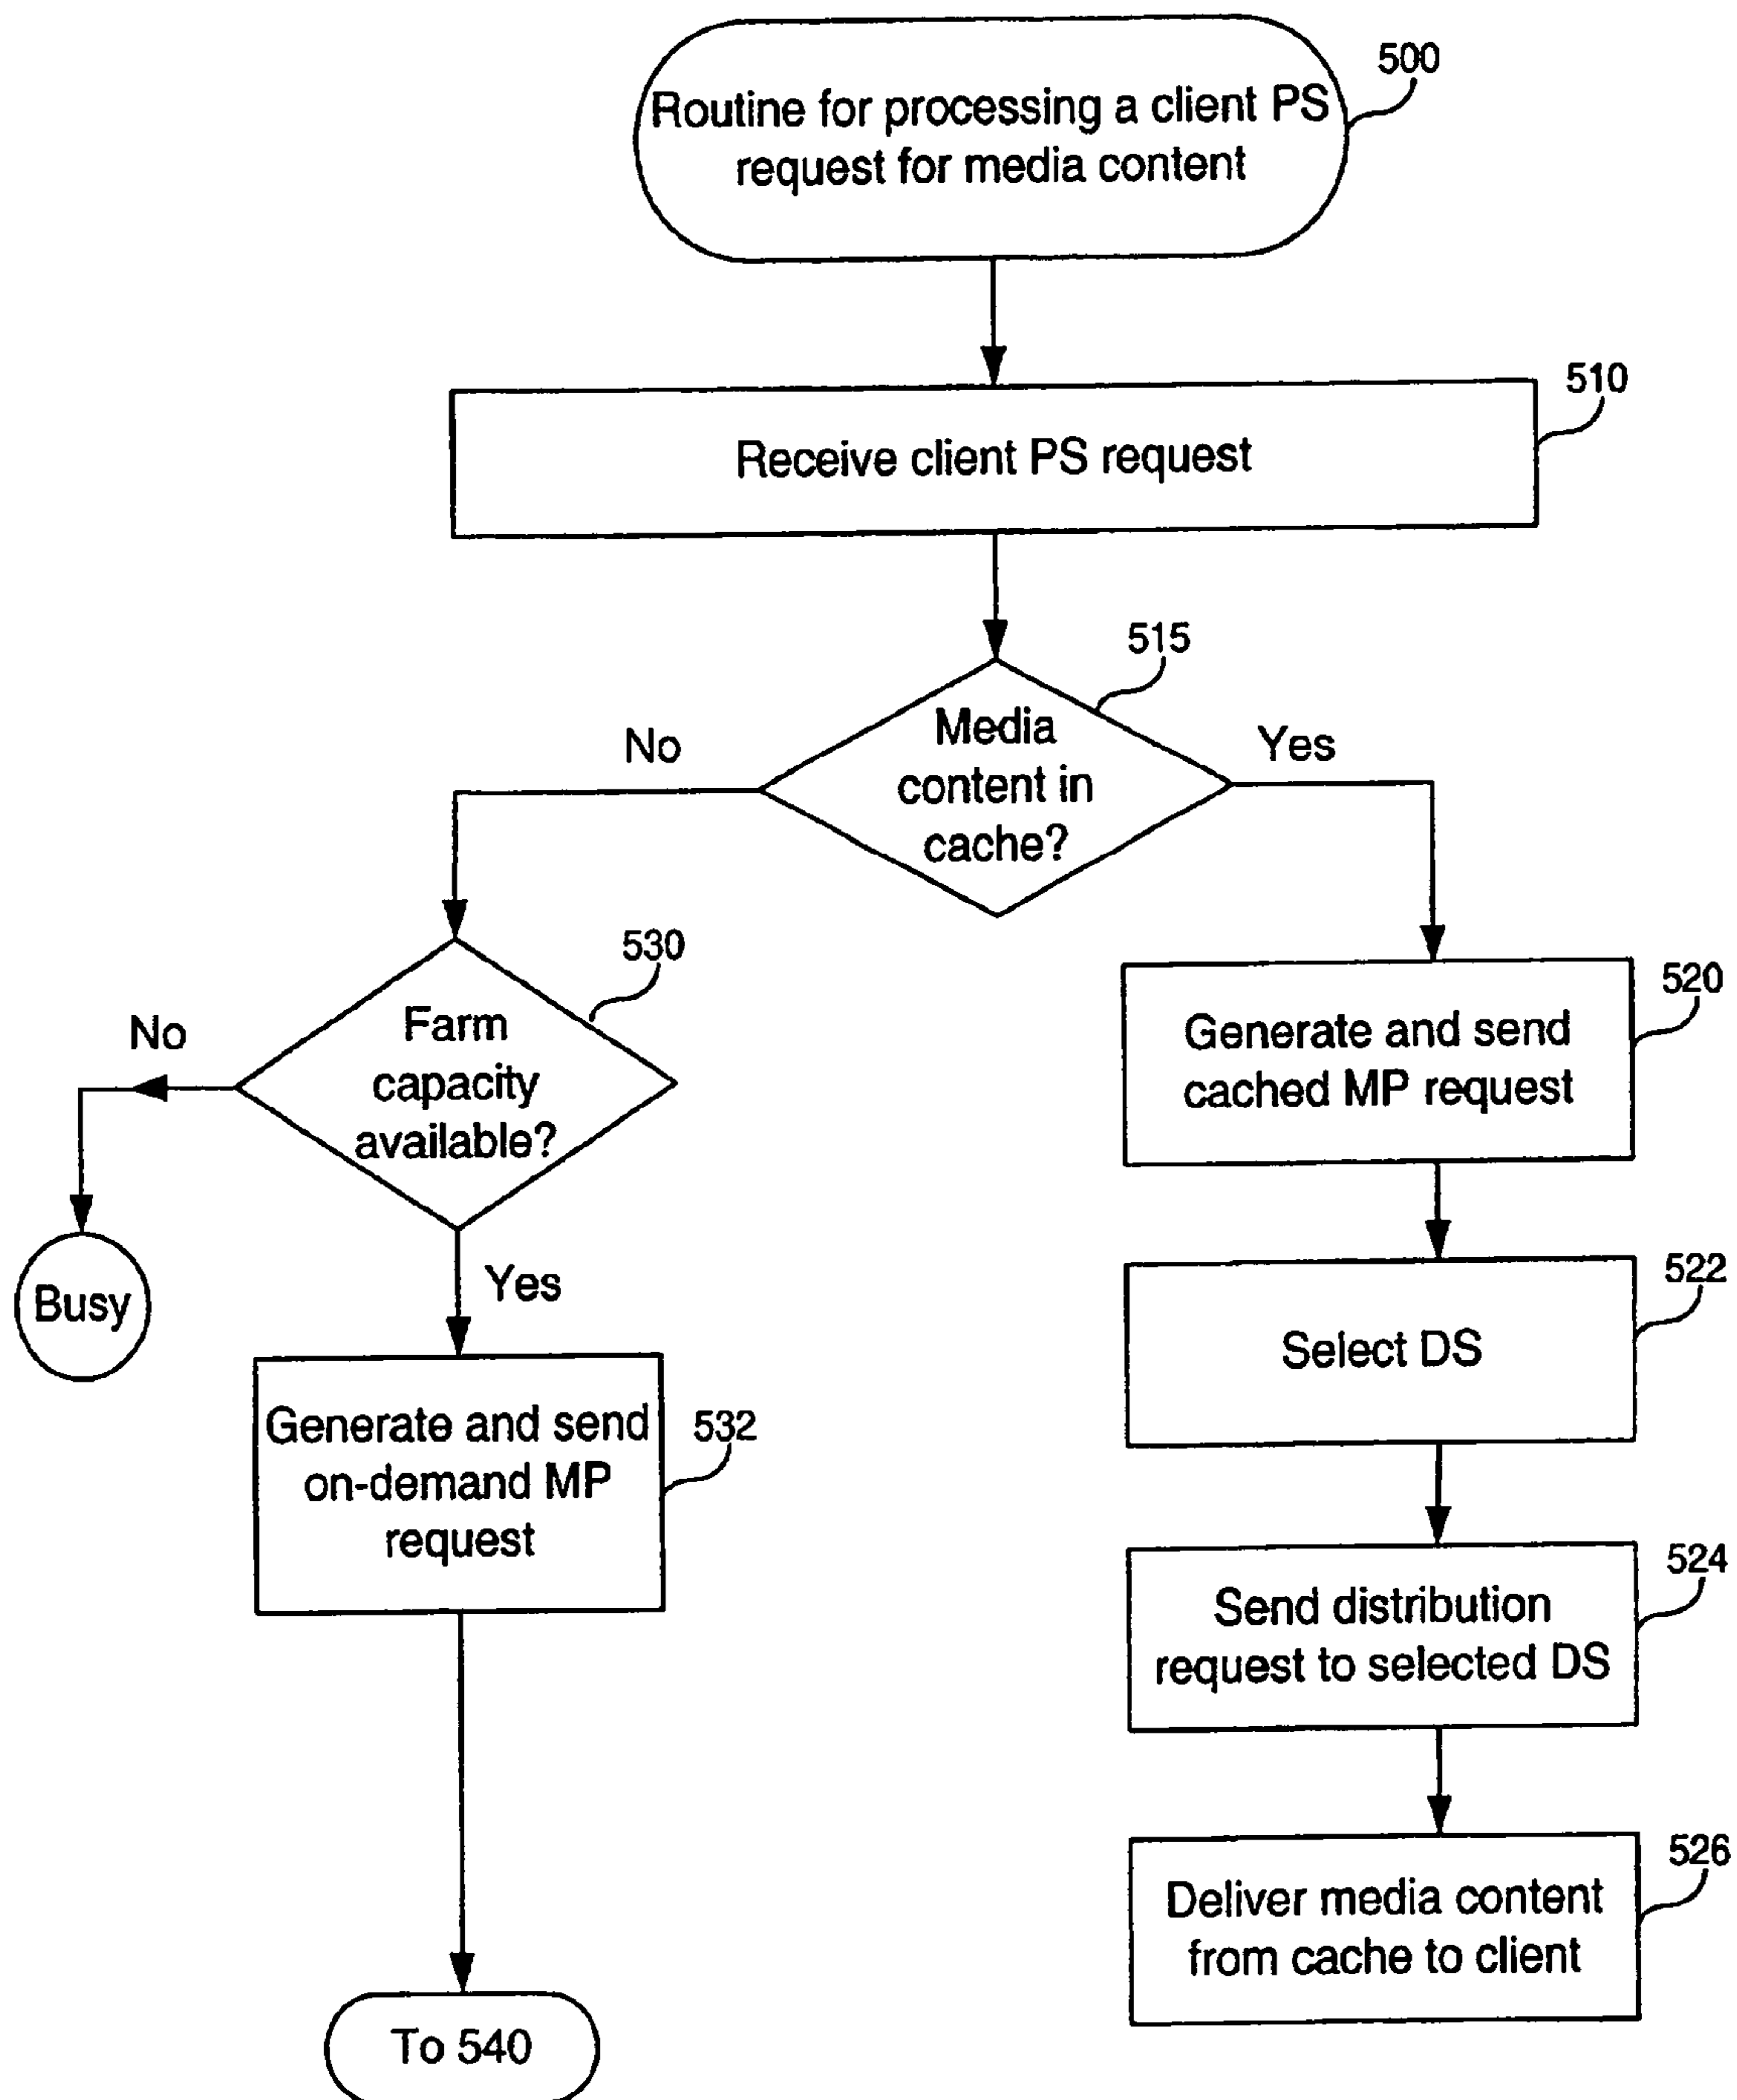 500
Routine for processing a client PS
request for media content
510
Receive client PS request
515
Media
content in
cache?
No
Yes
530
Farm
capacity
available?
No
Busy
Yes
532
Generate and send
on-demand MP
request
To 540
520
Generate and send
cached MP request
522
Select DS
524
Send distribution
request to selected DS
526
Deliver media content
from cache to client